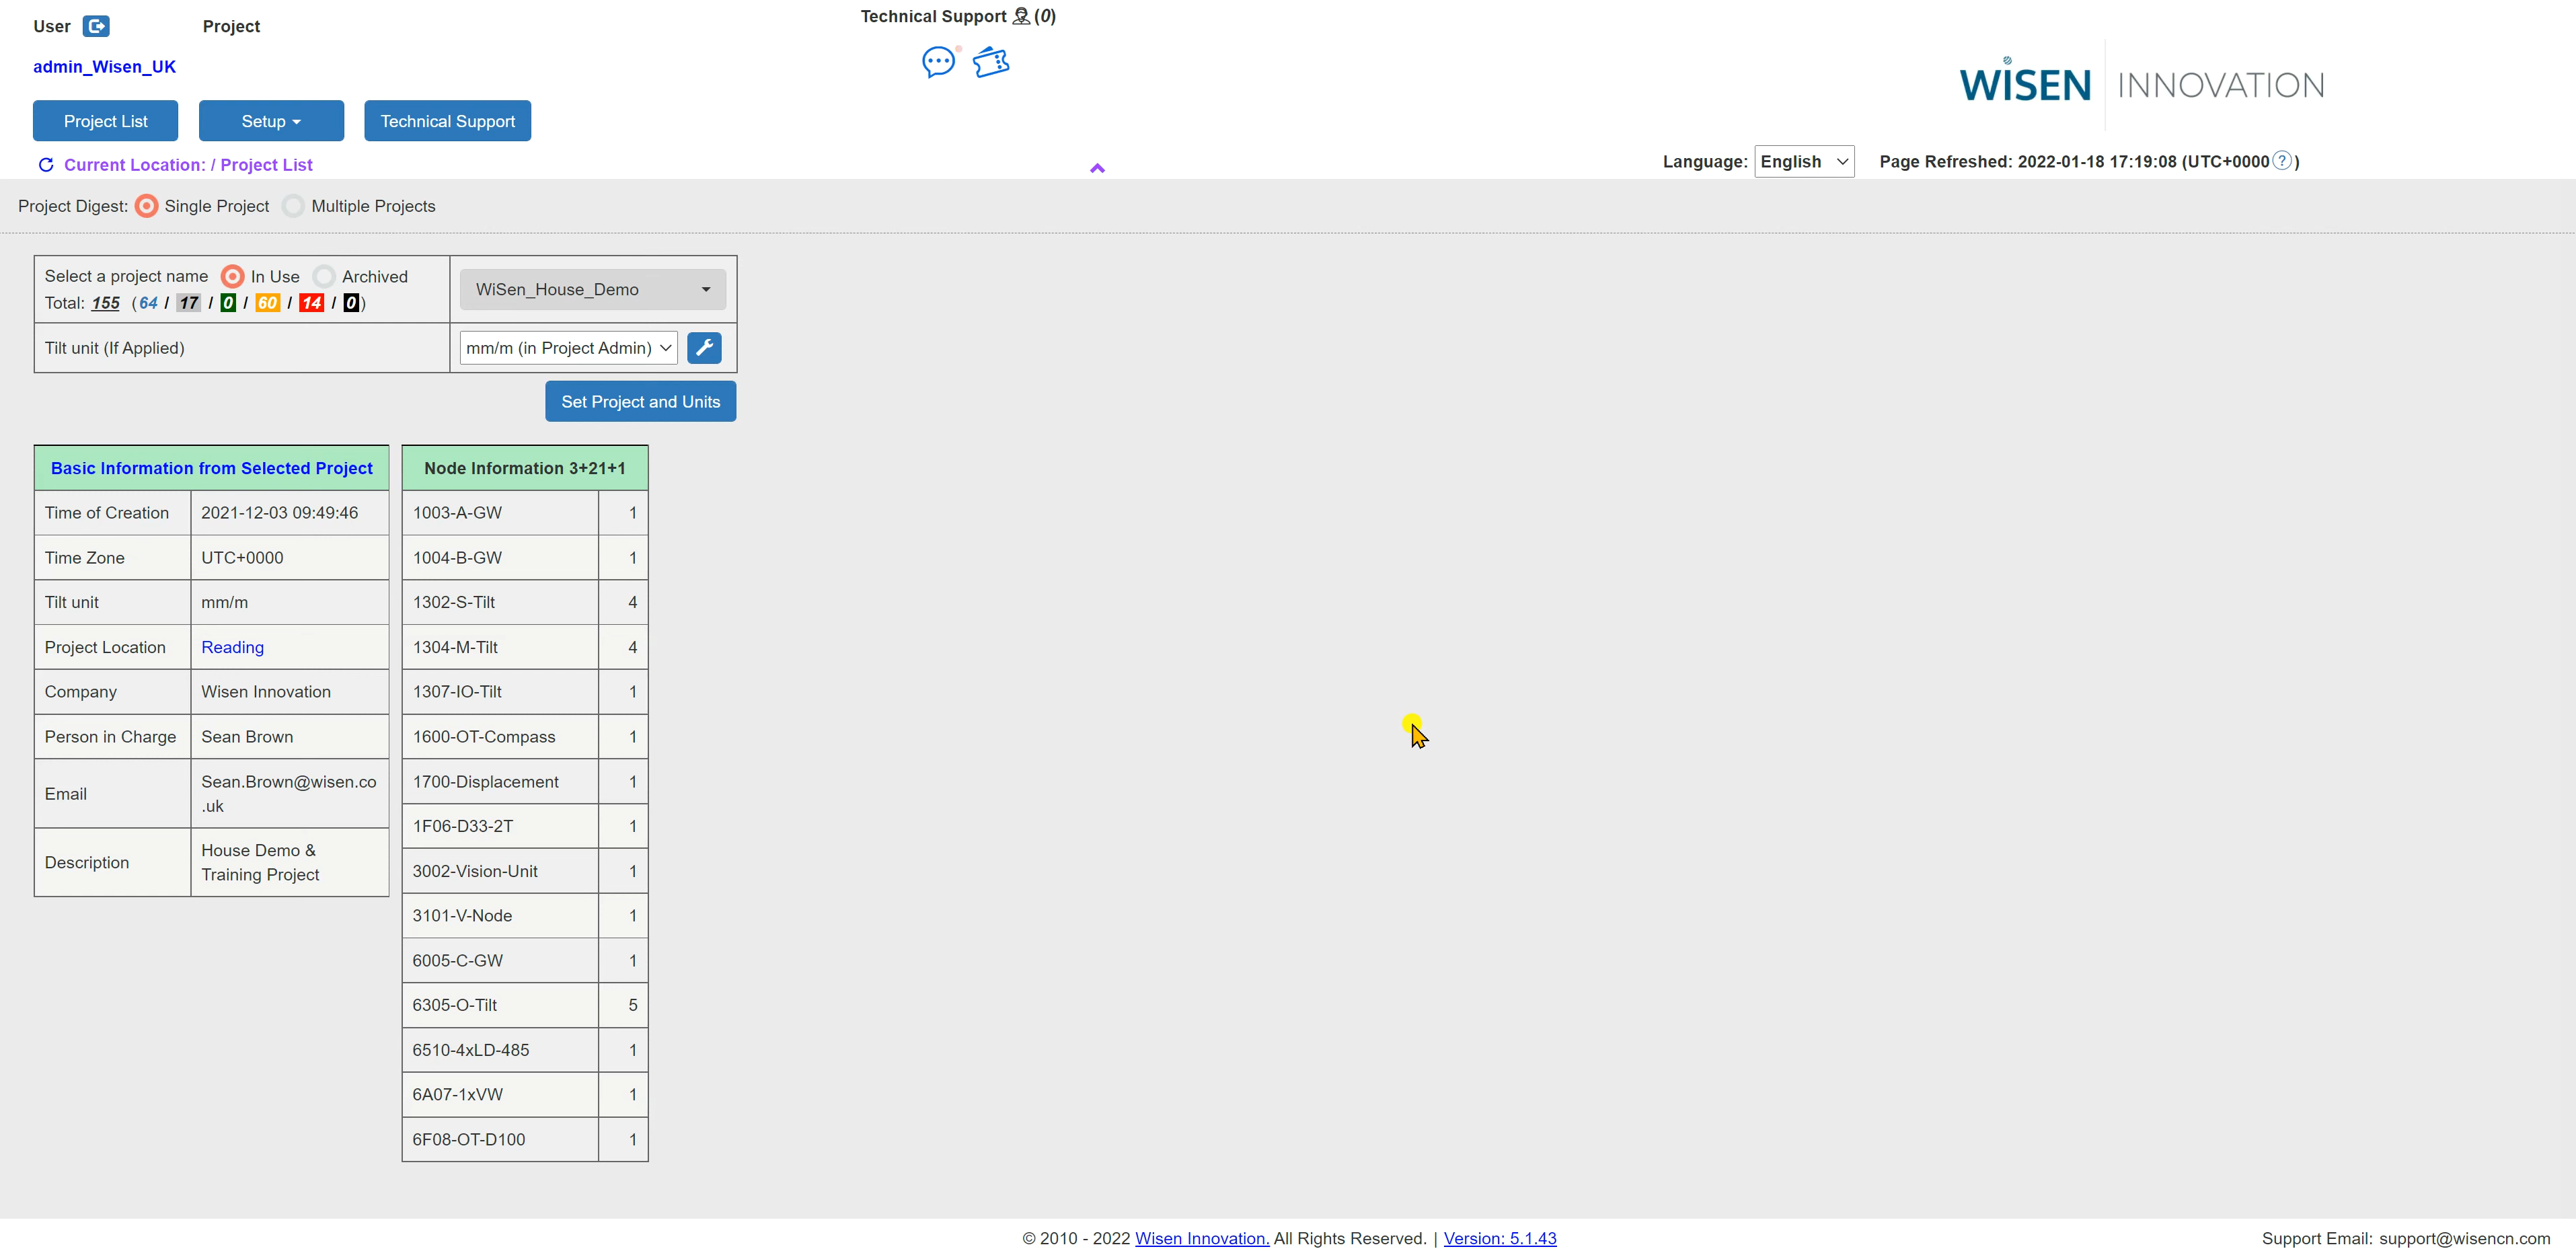 User Project
admin_Wisen_UK
Technical Support (0)
WiSEN INNOVATION
Project List Setup Technical Support
Current Location: / Project List
Language: English Page Refreshed: 2022-01-18 17:19:08 (UTC+0000 ? )
Project Digest: Single Project Multiple Projects
Select a project name In Use Archived
Total: 155 (64 / 17 / 0 / 60 / 14 / 0)
WiSen_House_Demo
Tilt unit (If Applied) mm/m (in Project Admin)
Set Project and Units
Basic Information from Selected Project
Time of Creation 2021-12-03 09:49:46
Time Zone UTC+0000
Tilt unit mm/m
Project Location Reading
Company Wisen Innovation
Person in Charge Sean Brown
Email Sean.Brown@wisen.co
.uk
Description House Demo &
Training Project
Node Information 3+21+1
1003-A-GW 1
1004-B-GW 1
1302-S-Tilt 4
1304-M-Tilt 4
1307-IO-Tilt 1
1600-OT-Compass 1
1700-Displacement 1
1F06-D33-2T 1
3002-Vision-Unit 1
3101-V-Node 1
6005-C-GW 1
6305-O-Tilt 5
6510-4xLD-485 1
6A07-1xVW 1
6F08-OT-D100 1
© 2010 - 2022 Wisen Innovation. All Rights Reserved. | Version: 5.1.43
Support Email: support@wisencn.com